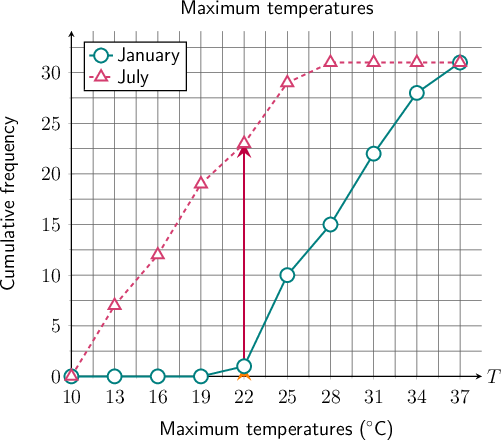 Maximum temperatures
January
July
Cumulative frequency
30
25
20
15
10
5
0
10 13 16 19 22 25 28 31 34 37
T
Maximum temperatures (°C)